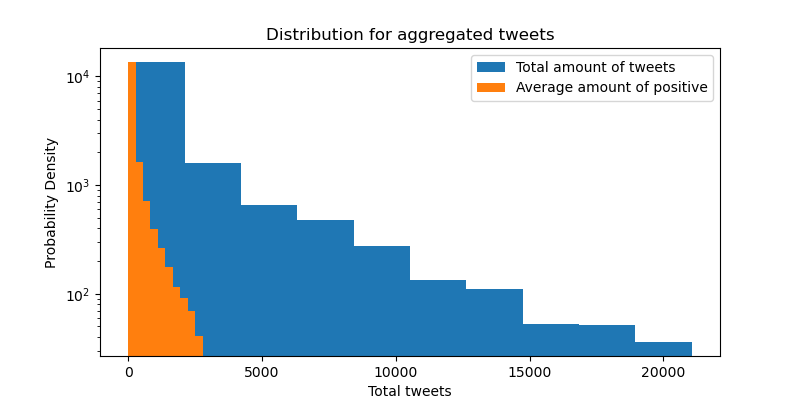 Distribution for aggregated tweets
Total amount of tweets
Average amount of positive
Probability Density
10⁴
10³
10²
0 5000 10000 15000 20000
Total tweets